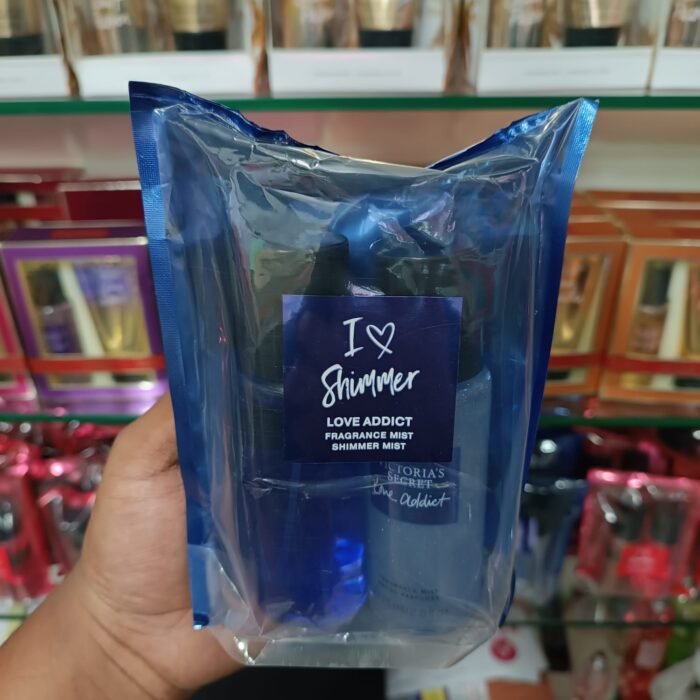 I ♡
Shimmer
LOVE ADDICT
FRAGRANCE MIST
SHIMMER MIST
VICTORIA'S
SECRET
Love addict